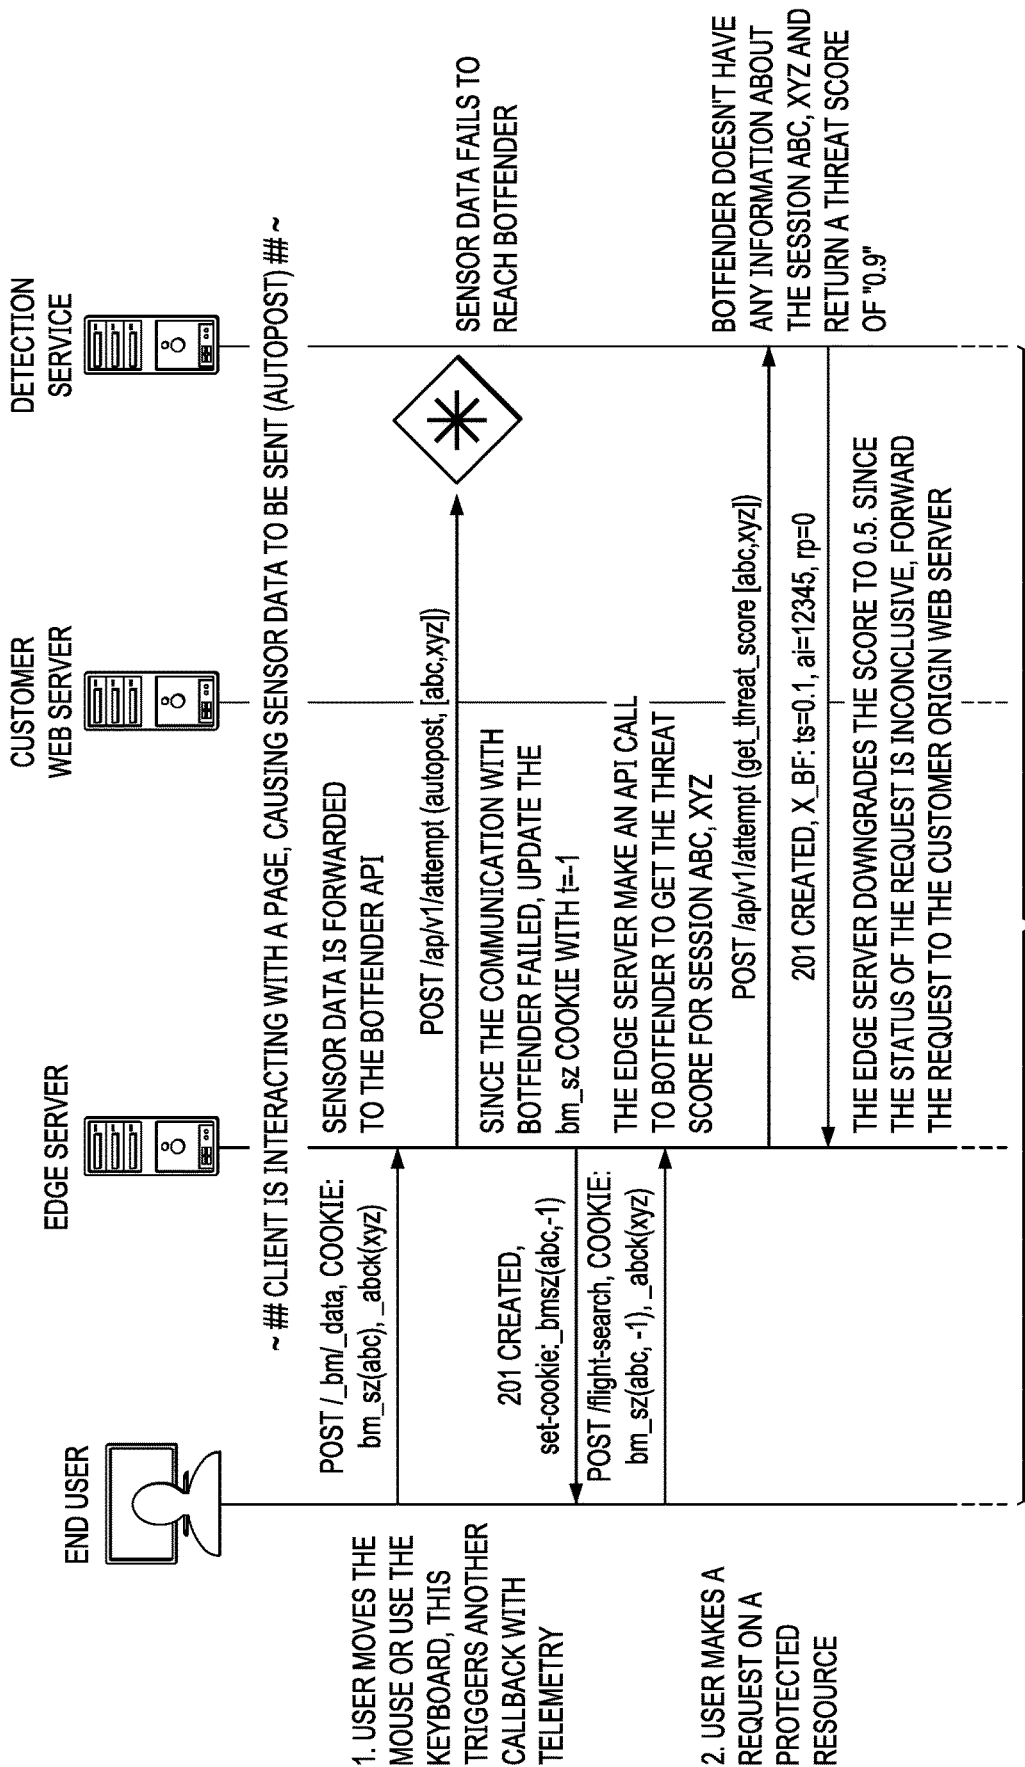 END USER
EDGE SERVER
CUSTOMER
WEB SERVER
DETECTION
SERVICE
~ ## CLIENT IS INTERACTING WITH A PAGE, CAUSING SENSOR DATA TO BE SENT (AUTOPOST) ## ~
1. USER MOVES THE
MOUSE OR USE THE
KEYBOARD, THIS
TRIGGERS ANOTHER
CALLBACK WITH
TELEMETRY
POST /_bm/_data, COOKIE:
bm_sz(abc), _abck(xyz)
SENSOR DATA IS FORWARDED
TO THE BOTFENDER API
POST /ap/v1/attempt (autopost, [abc,xyz])
SENSOR DATA FAILS TO
REACH BOTFENDER
SINCE THE COMMUNICATION WITH
BOTFENDER FAILED, UPDATE THE
bm_sz COOKIE WITH t=-1
201 CREATED,
set-cookie:_bmsz(abc,-1)
2. USER MAKES A
REQUEST ON A
PROTECTED
RESOURCE
POST /flight-search, COOKIE:
bm_sz(abc, -1), _abck(xyz)
THE EDGE SERVER MAKE AN API CALL
TO BOTFENDER TO GET THE THREAT
SCORE FOR SESSION ABC, XYZ
POST /ap/v1/attempt (get_threat_score [abc,xyz])
BOTFENDER DOESN'T HAVE
ANY INFORMATION ABOUT
THE SESSION ABC, XYZ AND
RETURN A THREAT SCORE
OF "0.9"
201 CREATED, X_BF: ts=0.1, ai=12345, rp=0
THE EDGE SERVER DOWNGRADES THE SCORE TO 0.5. SINCE
THE STATUS OF THE REQUEST IS INCONCLUSIVE, FORWARD
THE REQUEST TO THE CUSTOMER ORIGIN WEB SERVER